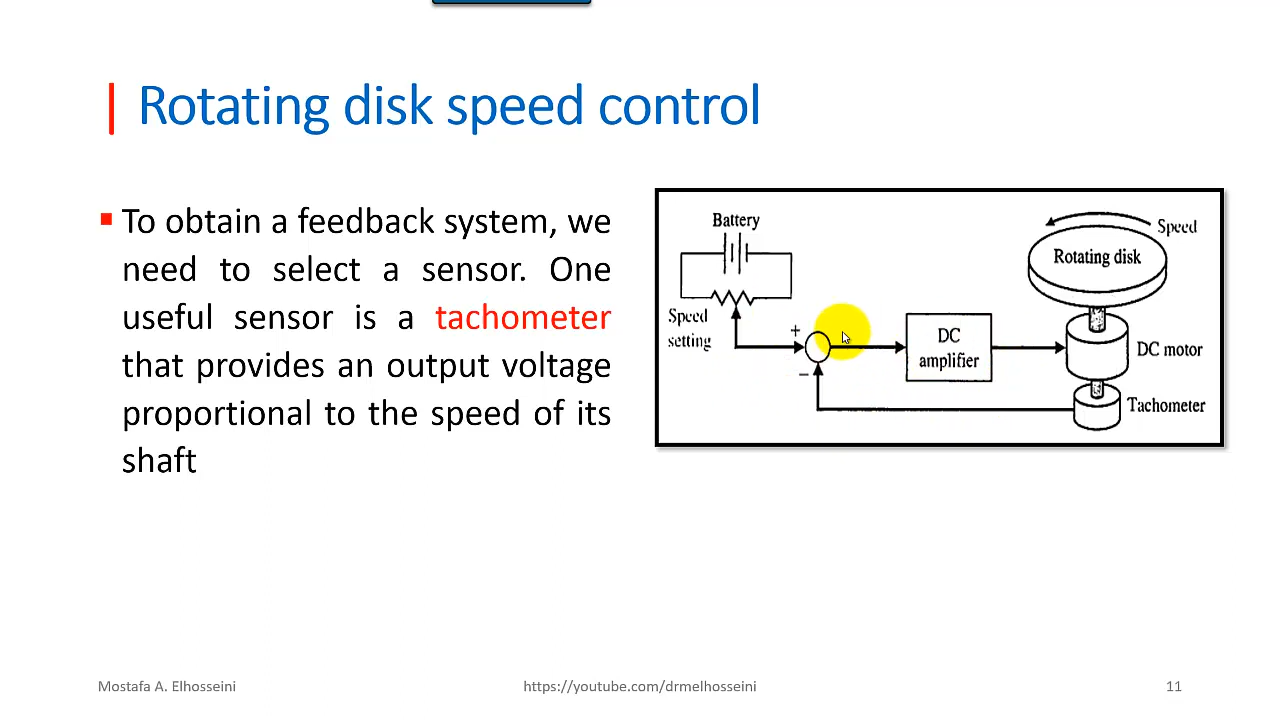 | Rotating disk speed control
To obtain a feedback system, we
need to select a sensor. One
useful sensor is a tachometer
that provides an output voltage
proportional to the speed of its
shaft
Battery
Speed
setting
+
−
DC
amplifier
Speed
Rotating disk
DC motor
Tachometer
Mostafa A. Elhosseini
https://youtube.com/drmelhosseini
11